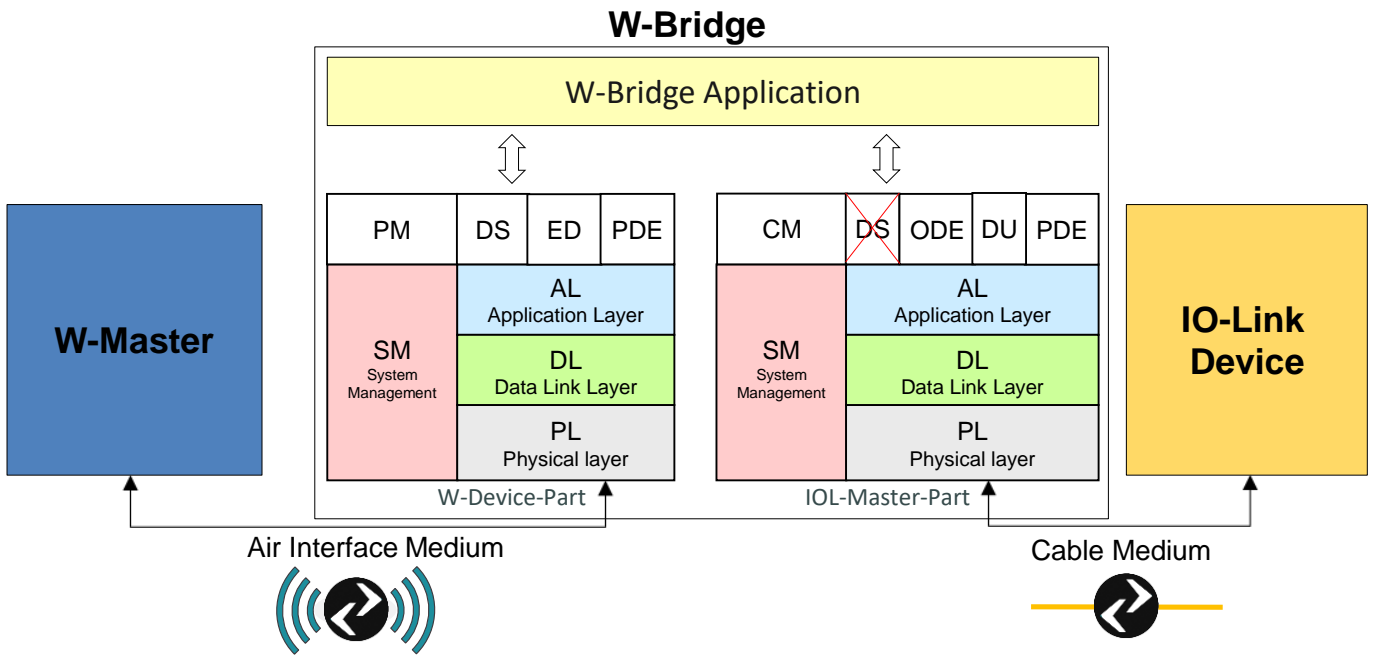 W-Bridge
W-Bridge Application
PM
DS
ED
PDE
CM
DS
ODE
DU
PDE
W-Master
SM
System
Management
AL
Application Layer
DL
Data Link Layer
PL
Physical layer
W-Device-Part
SM
System
Management
AL
Application Layer
DL
Data Link Layer
PL
Physical layer
IOL-Master-Part
IO-Link
Device
Air Interface Medium
Cable Medium